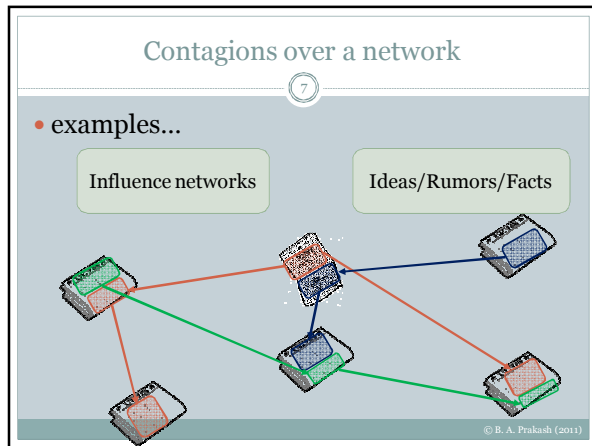 Contagions over a network
7
• examples…
Influence networks
Ideas/Rumors/Facts
© B. A. Prakash (2011)